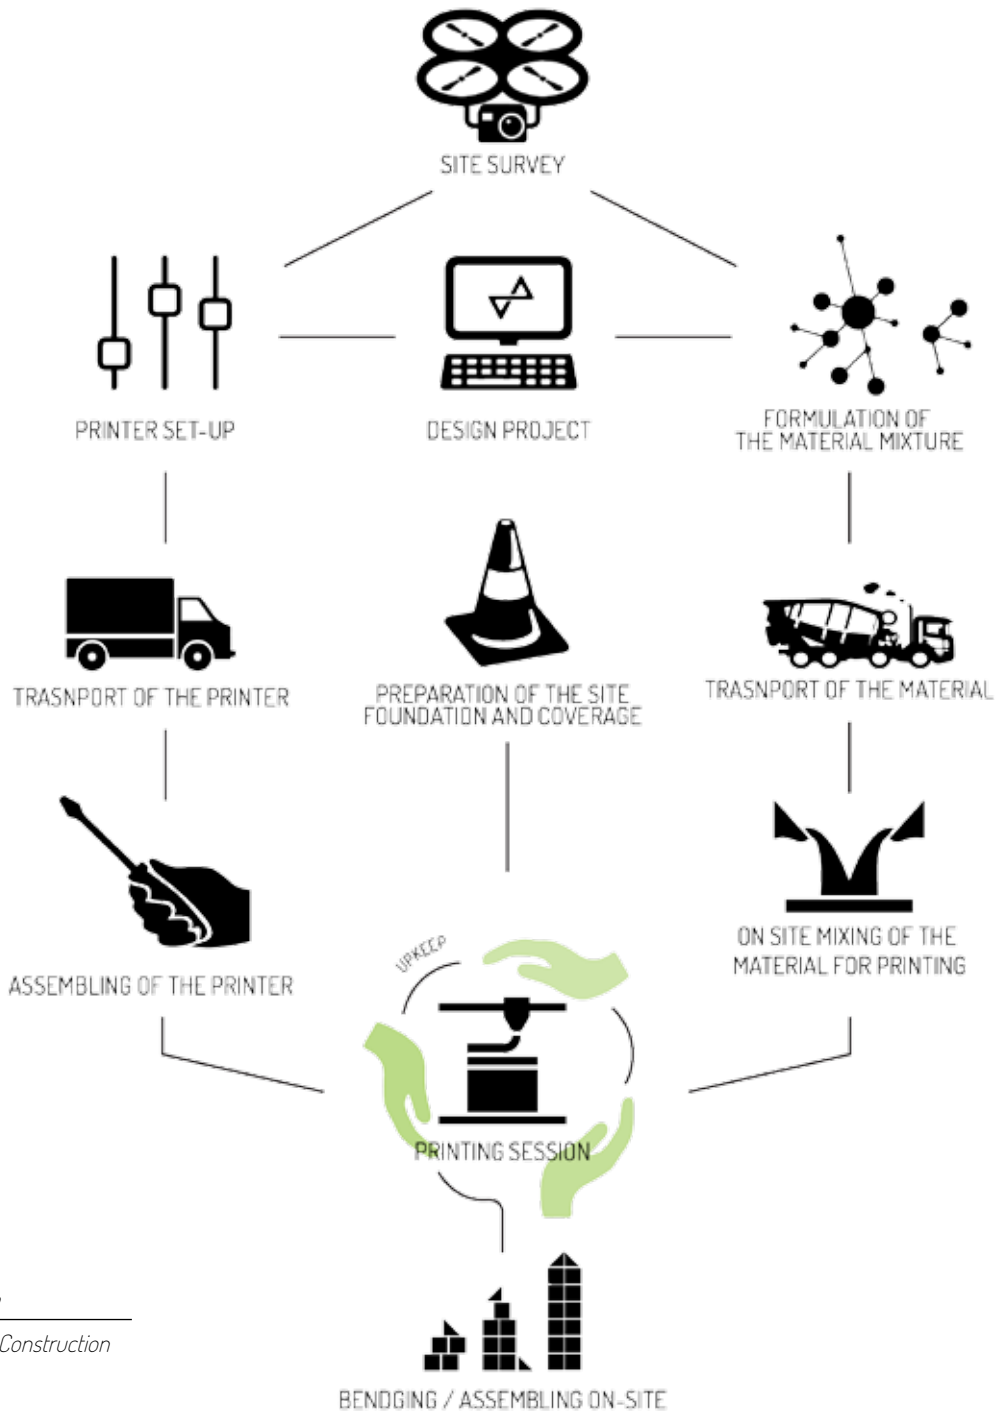 SITE SURVEY
PRINTER SET-UP
DESIGN PROJECT
FORMULATION OF
THE MATERIAL MIXTURE
TRASNPORT OF THE PRINTER
PREPARATION OF THE SITE
FOUNDATION AND COVERAGE
TRASNPORT OF THE MATERIAL
ASSEMBLING OF THE PRINTER
ON SITE MIXING OF THE
MATERIAL FOR PRINTING
UPKEEP
PRINTING SESSION
Construction
BENDGING / ASSEMBLING ON-SITE